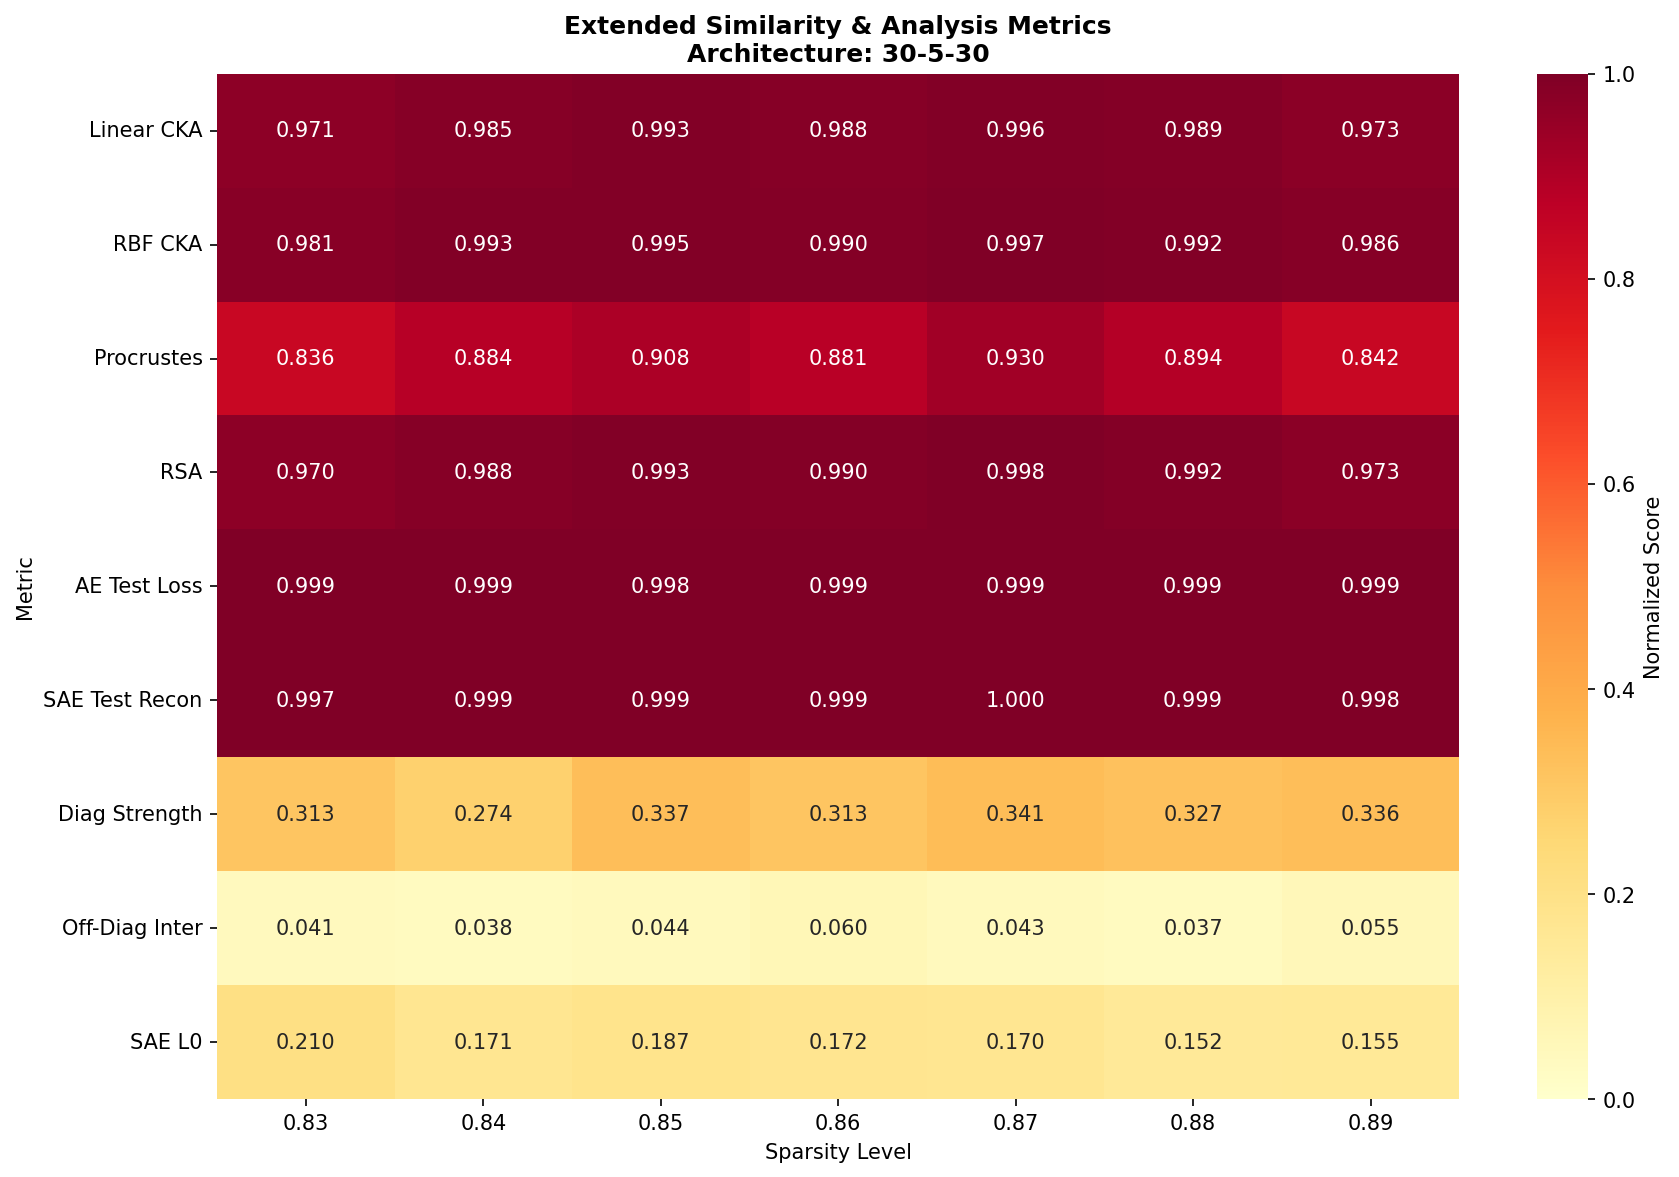 Extended Similarity & Analysis Metrics
Architecture: 30-5-30
Metric
Linear CKA 0.971 0.985 0.993 0.988 0.996 0.989 0.973
RBF CKA 0.981 0.993 0.995 0.990 0.997 0.992 0.986
Procrustes 0.836 0.884 0.908 0.881 0.930 0.894 0.842
RSA 0.970 0.988 0.993 0.990 0.998 0.992 0.973
AE Test Loss 0.999 0.999 0.998 0.999 0.999 0.999 0.999
SAE Test Recon 0.997 0.999 0.999 0.999 1.000 0.999 0.998
Diag Strength 0.313 0.274 0.337 0.313 0.341 0.327 0.336
Off-Diag Inter 0.041 0.038 0.044 0.060 0.043 0.037 0.055
SAE L0 0.210 0.171 0.187 0.172 0.170 0.152 0.155
0.83 0.84 0.85 0.86 0.87 0.88 0.89
Sparsity Level
1.0
0.8
0.6
0.4
0.2
0.0
Normalized Score